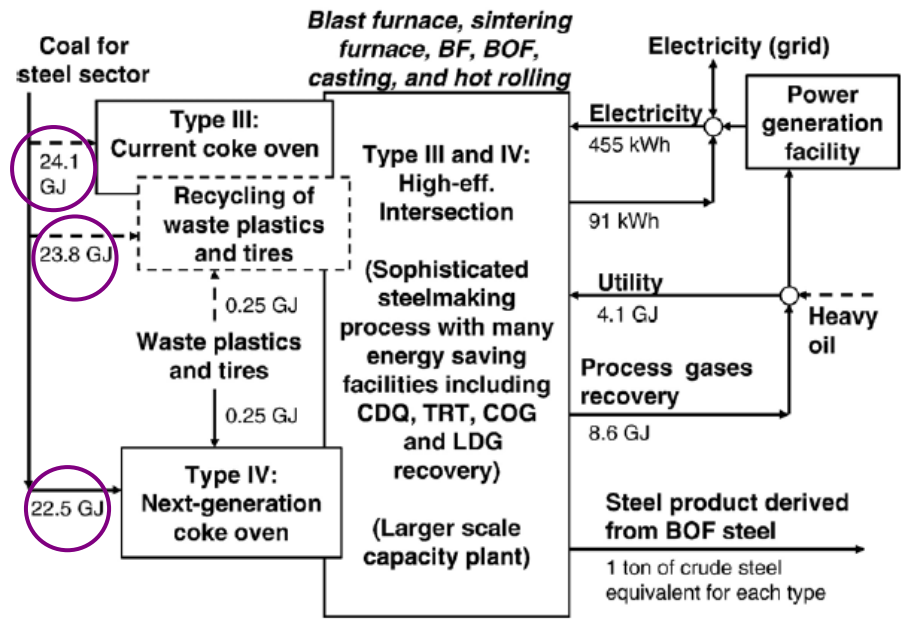 Blast furnace, sintering
furnace, BF, BOF,
casting, and hot rolling
Coal for
steel sector
Electricity (grid)
Type III:
Current coke oven
24.1
GJ
Recycling of
waste plastics
and tires
23.8 GJ
0.25 GJ
Waste plastics
and tires
0.25 GJ
Type IV:
Next-generation
coke oven
22.5 GJ
Type III and IV:
High-eff.
Intersection
(Sophisticated
steelmaking
process with many
energy saving
facilities including
CDQ, TRT, COG
and LDG
recovery)
(Larger scale
capacity plant)
Electricity
455 kWh
Power
generation
facility
91 kWh
Utility
4.1 GJ
Heavy
oil
Process gases
recovery
8.6 GJ
Steel product derived
from BOF steel
1 ton of crude steel
equivalent for each type